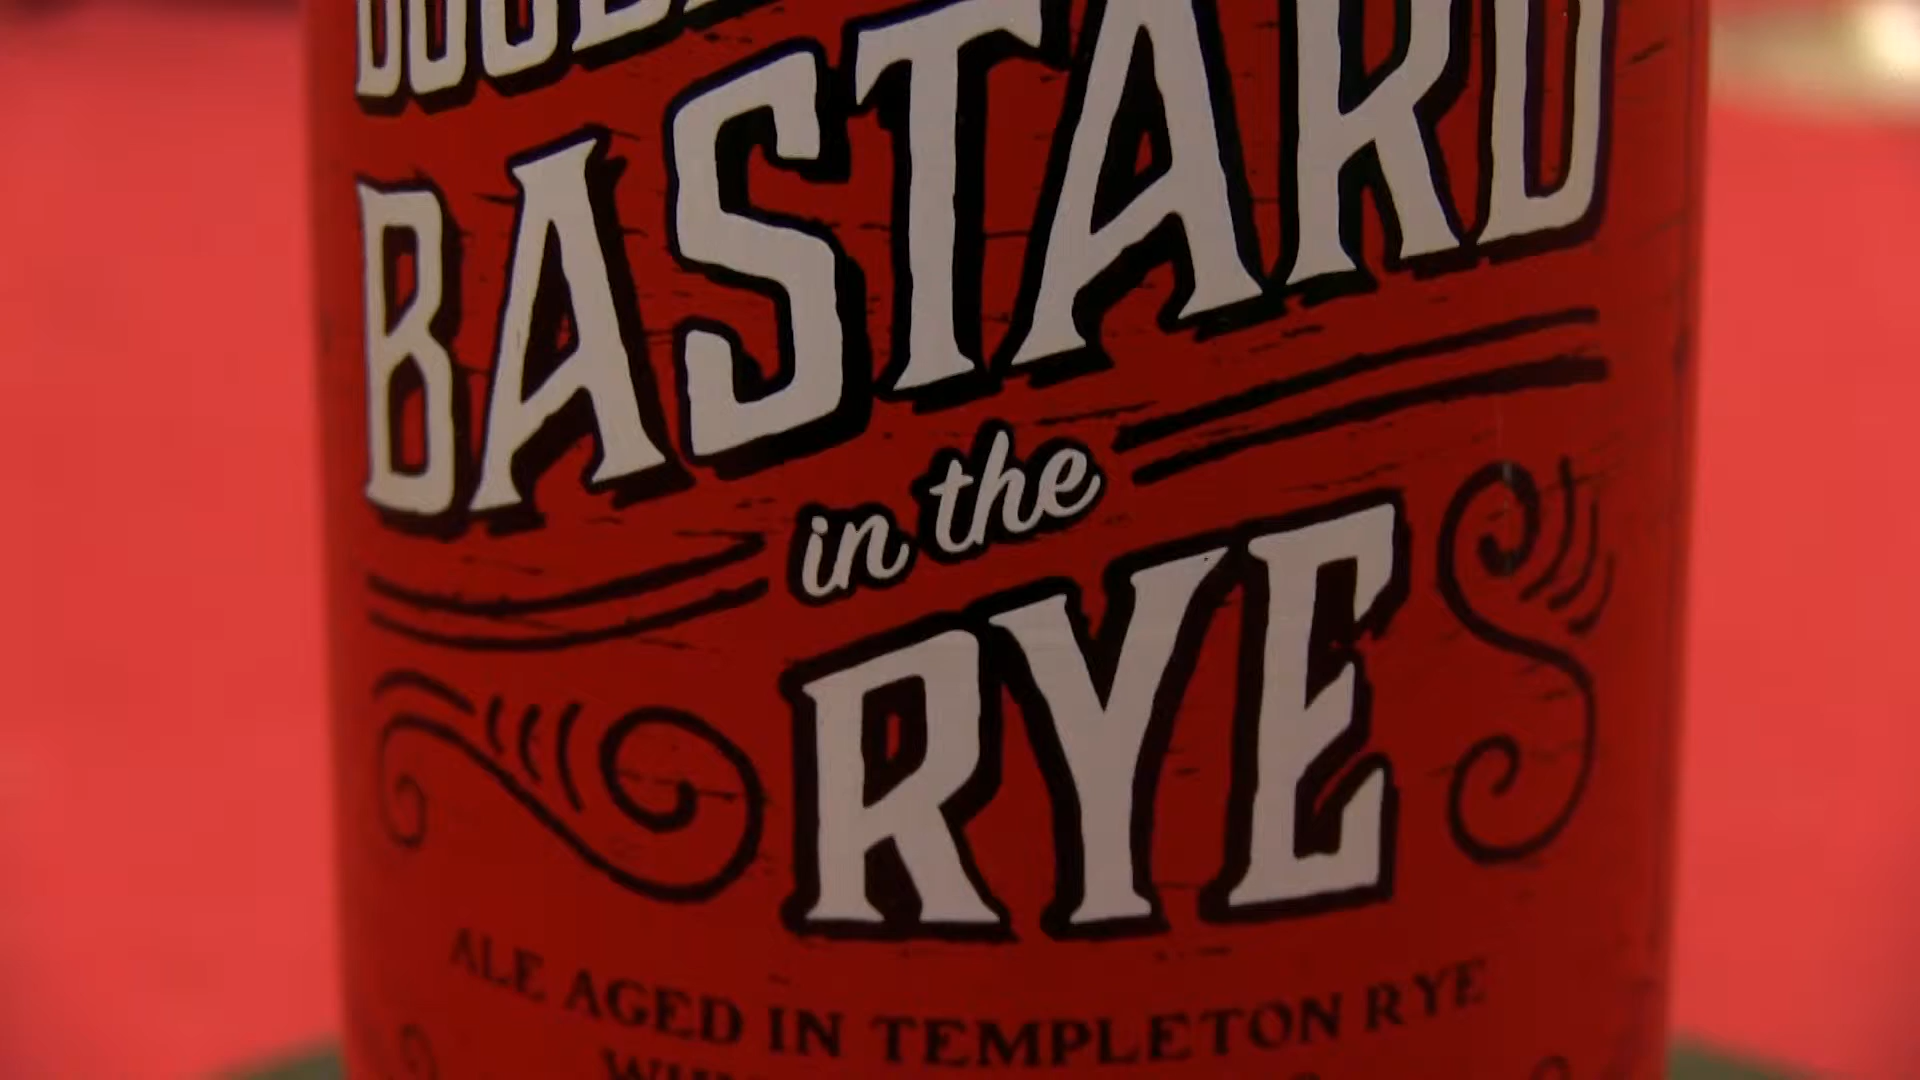 BASTARD
in the
RYE
ALE AGED IN TEMPLETON RYE